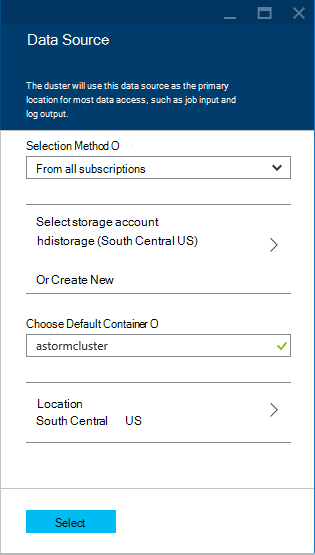 Data Source
The duster will use this data source as the primary
location for most data access, such as job input and
log output.
Selection Method O
From all subscriptions
Select storage account
hdistorage (South Central US)
Or Create New
Choose Default Container O
astormcluster
Location
South Central US
Select